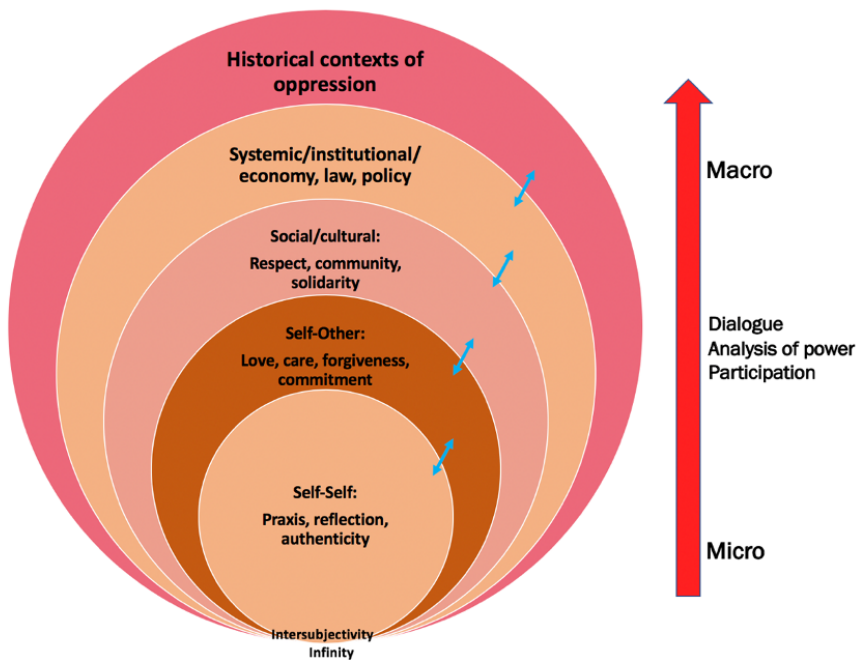 Historical contexts of
oppression
Systemic/institutional/
economy, law, policy
Social/cultural:
Respect, community,
solidarity
Self-Other:
Love, care, forgiveness,
commitment
Self-Self:
Praxis, reflection,
authenticity
Intersubjectivity
Infinity
Macro
Dialogue
Analysis of power
Participation
Micro